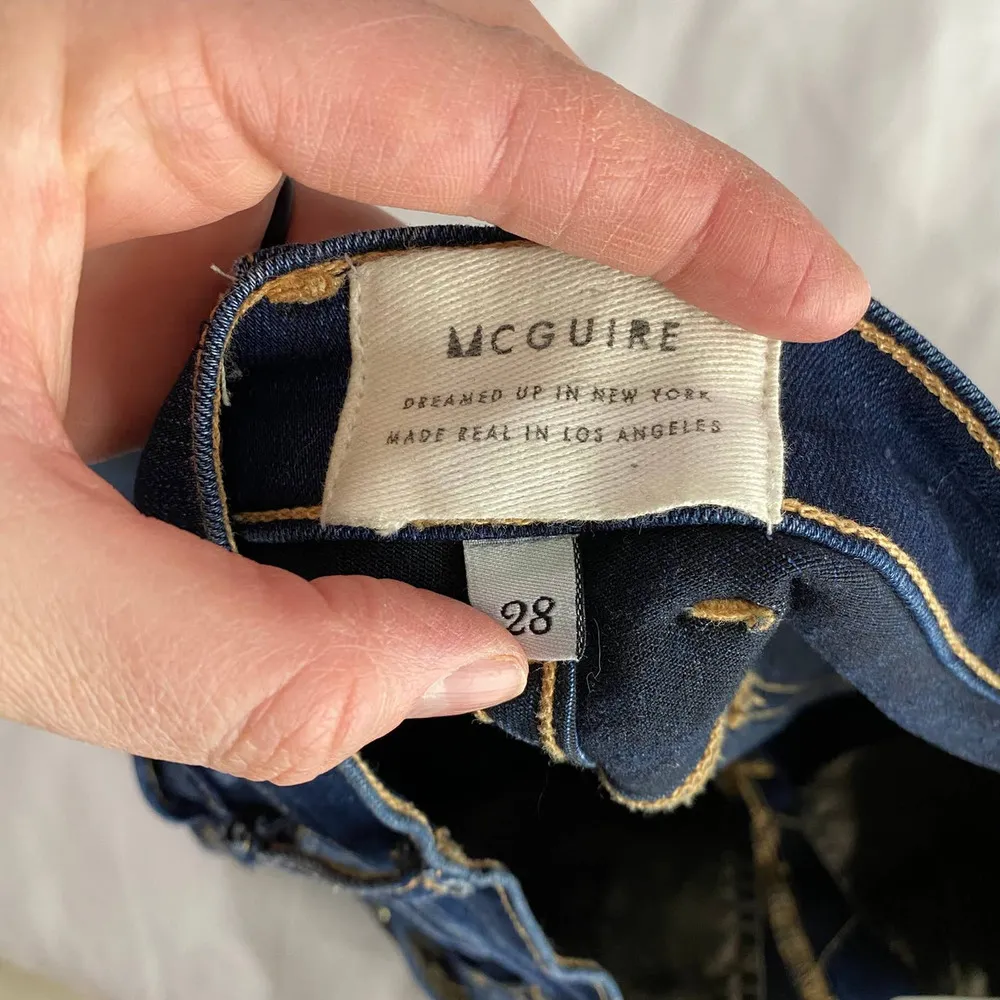 MCGUIRE
DREAMED UP IN NEW YORK
MADE REAL IN LOS ANGELES
28